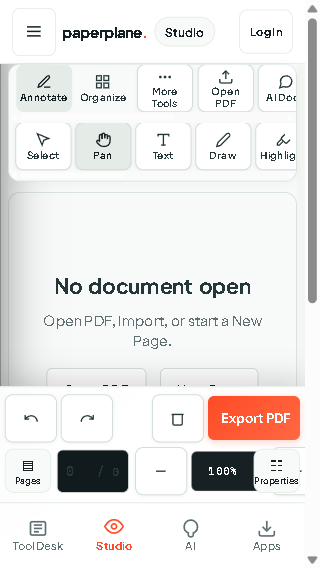 paperplane.
Studio
Login
Annotate
Organize
More
Tools
Open
PDF
AI Doc
Select
Pan
Text
Draw
Highlig
No document open
Open PDF, Import, or start a New
Page.
Export PDF
Pages
0 / 0
100%
Properties
ToolDesk
Studio
AI
Apps